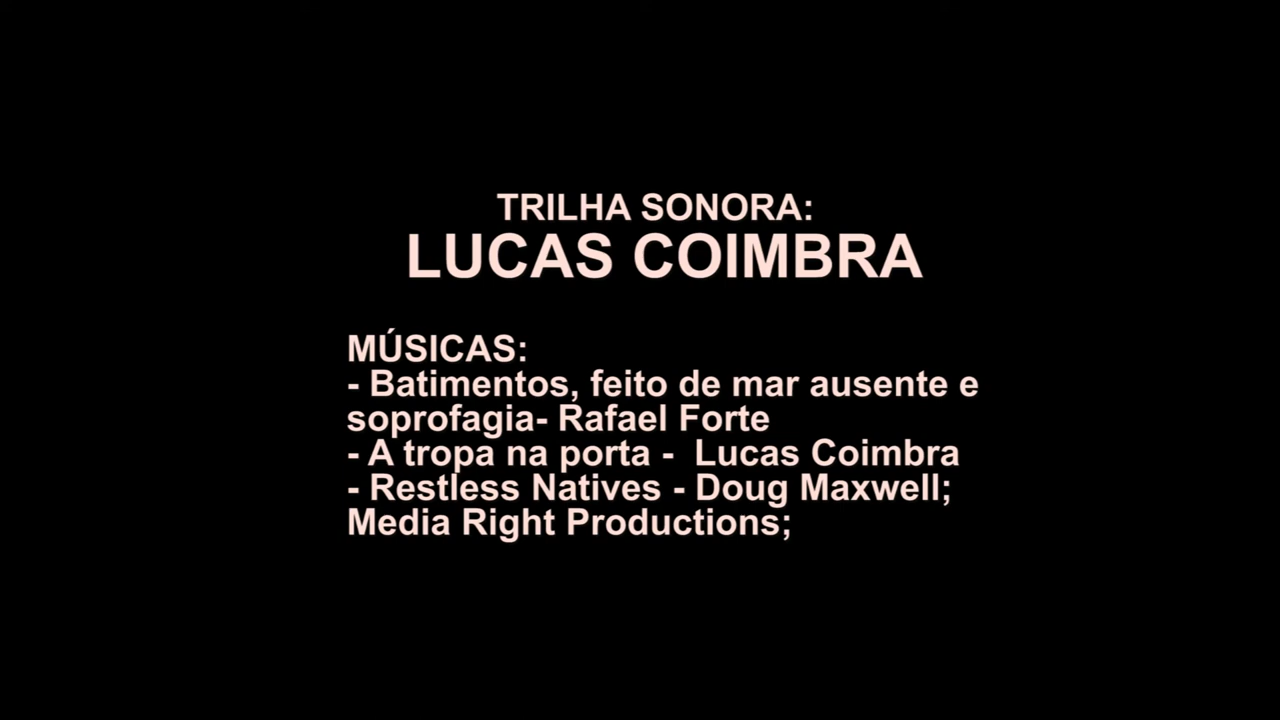 TRILHA SONORA:
LUCAS COIMBRA
MÚSICAS:
- Batimentos, feito de mar ausente e
soprofagia- Rafael Forte
- A tropa na porta -  Lucas Coimbra
- Restless Natives - Doug Maxwell;
Media Right Productions;